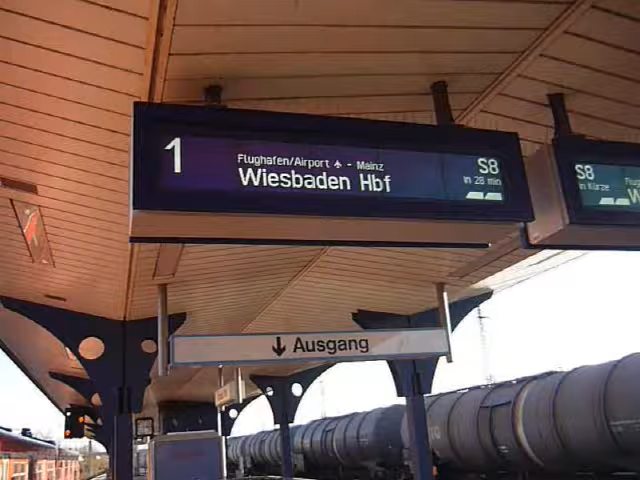 1
Flughafen/Airport ✈ - Mainz
Wiesbaden Hbf
S8
in 28 min
S8
in Kürze
↓ Ausgang